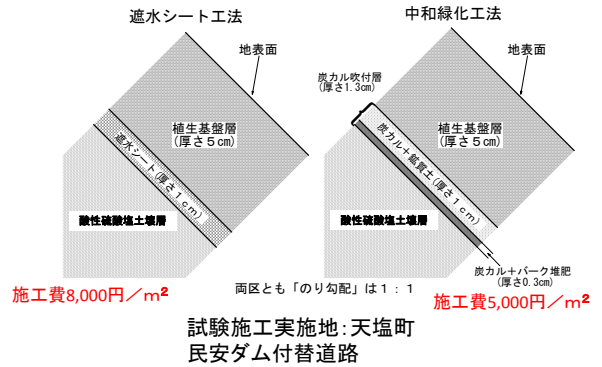 遮水シート工法
地表面
植生基盤層
(厚さ５cm)
遮水シート(厚さ１ｃｍ)
酸性硫酸塩土壌層
施工費8,000円／m²
中和緑化工法
地表面
炭カル吹付層
(厚さ1.3cm)
植生基盤層
(厚さ５cm)
炭カル＋鉱質土(厚さ１ｃｍ)
酸性硫酸塩土壌層
炭カル＋バーク堆肥
(厚さ0.3cm)
施工費5,000円／m²
両区とも「のり勾配」は１：１
試験施工実施地:天塩町
民安ダム付替道路